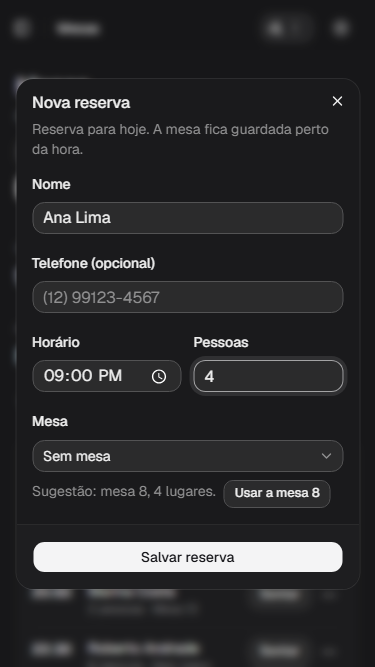 Nova reserva
Reserva para hoje. A mesa fica guardada perto
da hora.
Nome
Ana Lima
Telefone (opcional)
(12) 99123-4567
Horário Pessoas
09:00 PM 4
Mesa
Sem mesa
Sugestão: mesa 8, 4 lugares. Usar a mesa 8
Salvar reserva